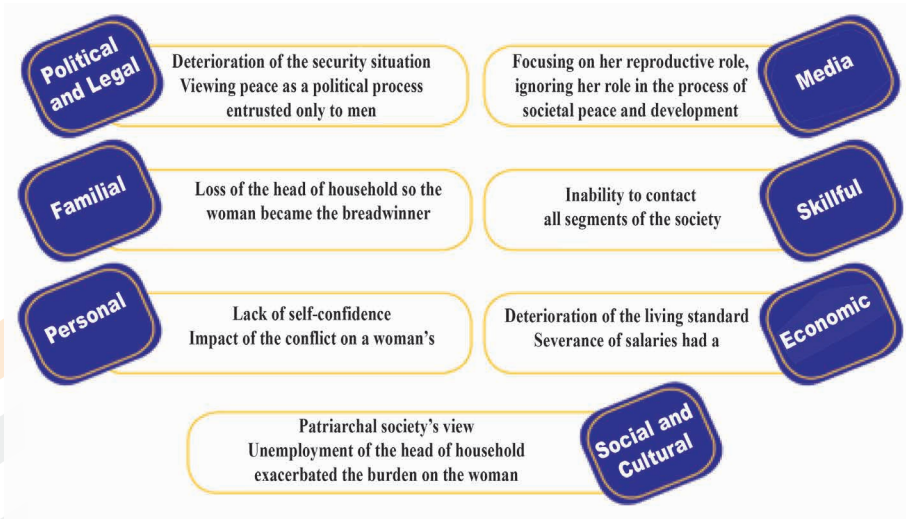 Political
and Legal
Deterioration of the security situation
Viewing peace as a political process
entrusted only to men
Focusing on her reproductive role,
ignoring her role in the process of
societal peace and development
Media
Familial
Loss of the head of household so the
woman became the breadwinner
Inability to contact
all segments of the society
Skillful
Personal
Lack of self-confidence
Impact of the conflict on a woman's
Deterioration of the living standard
Severance of salaries had a
Economic
Patriarchal society's view
Unemployment of the head of household
exacerbated the burden on the woman
Social and
Cultural